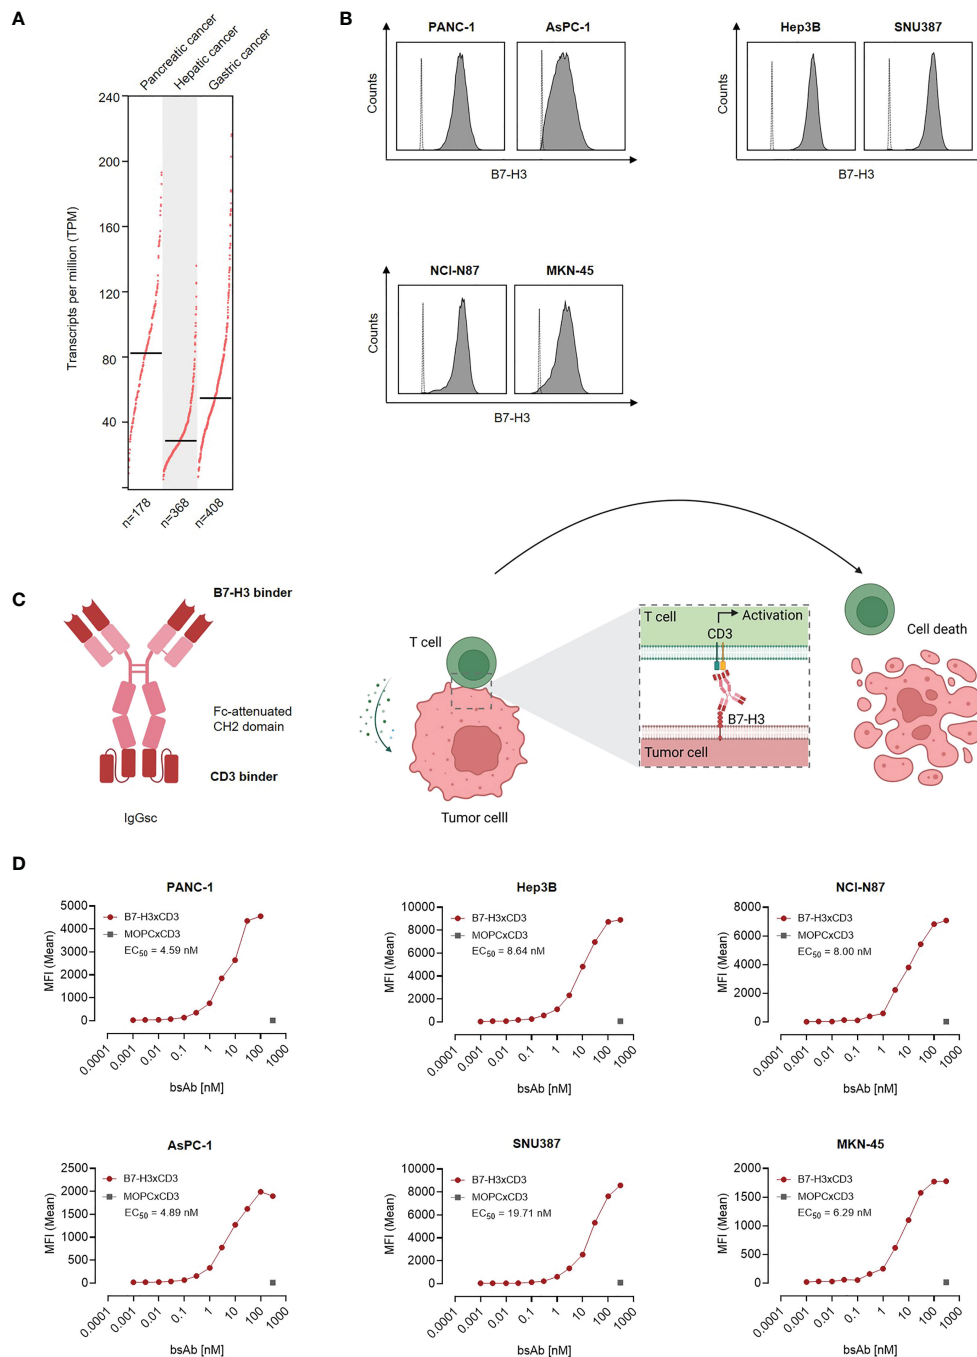 A
Pancreatic cancer
Hepatic cancer
Gastric cancer
Transcripts per million (TPM)
240
200
160
120
80
40
n=178
n=368
n=408
B
PANC-1
AsPC-1
Counts
B7-H3
Hep3B
SNU387
Counts
B7-H3
NCI-N87
MKN-45
Counts
B7-H3
C
B7-H3 binder
Fc-attenuated
CH2 domain
CD3 binder
IgGsc
T cell
Tumor celll
T cell
Activation
CD3
B7-H3
Tumor cell
Cell death
D
PANC-1
MFI (Mean)
5000
4000
3000
2000
1000
0
B7-H3xCD3
MOPCxCD3
EC50 = 4.59 nM
0.0001
0.001
0.01
0.1
1
10
100
1000
bsAb [nM]
Hep3B
MFI (Mean)
10000
8000
6000
4000
2000
0
B7-H3xCD3
MOPCxCD3
EC50 = 8.64 nM
0.0001
0.001
0.01
0.1
1
10
100
1000
bsAb [nM]
NCI-N87
MFI (Mean)
8000
6000
4000
2000
0
B7-H3xCD3
MOPCxCD3
EC50 = 8.00 nM
0.0001
0.001
0.01
0.1
1
10
100
1000
bsAb [nM]
AsPC-1
MFI (Mean)
2500
2000
1500
1000
500
0
B7-H3xCD3
MOPCxCD3
EC50 = 4.89 nM
0.0001
0.001
0.01
0.1
1
10
100
1000
bsAb [nM]
SNU387
MFI (Mean)
10000
8000
6000
4000
2000
0
B7-H3xCD3
MOPCxCD3
EC50 = 19.71 nM
0.0001
0.001
0.01
0.1
1
10
100
1000
bsAb [nM]
MKN-45
MFI (Mean)
2000
1500
1000
500
0
B7-H3xCD3
MOPCxCD3
EC50 = 6.29 nM
0.0001
0.001
0.01
0.1
1
10
100
1000
bsAb [nM]